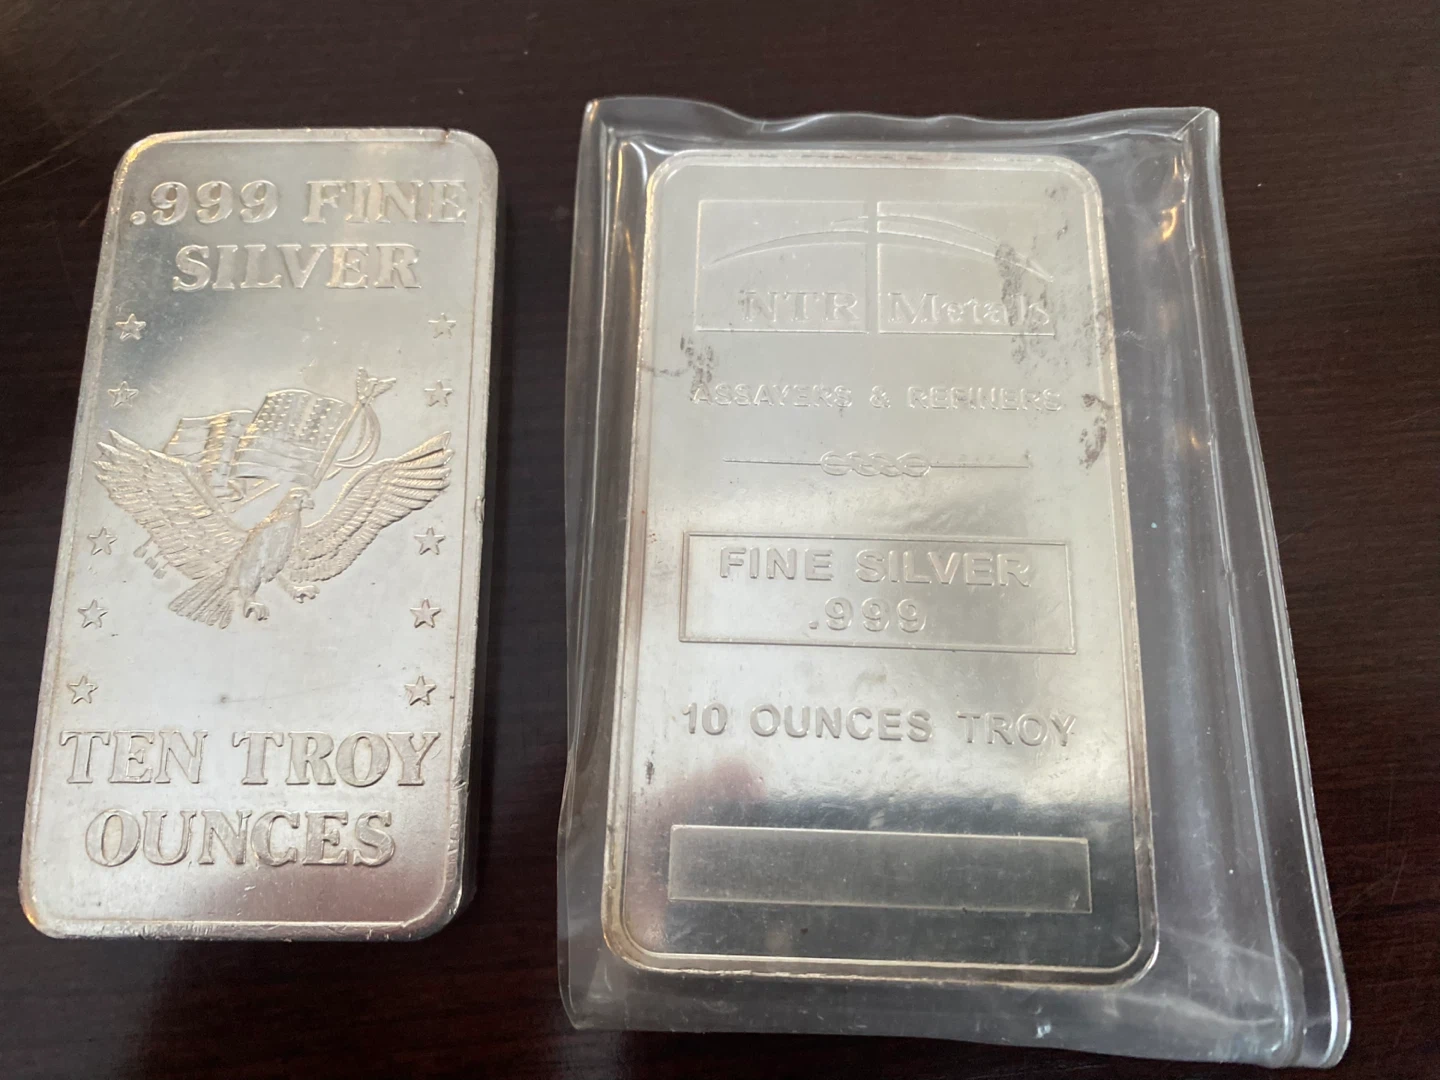 .999 FINE
SILVER
TEN TROY
OUNCES
NTR Metals
ASSAYERS & REFINERS
FINE SILVER
.999
10 OUNCES TROY